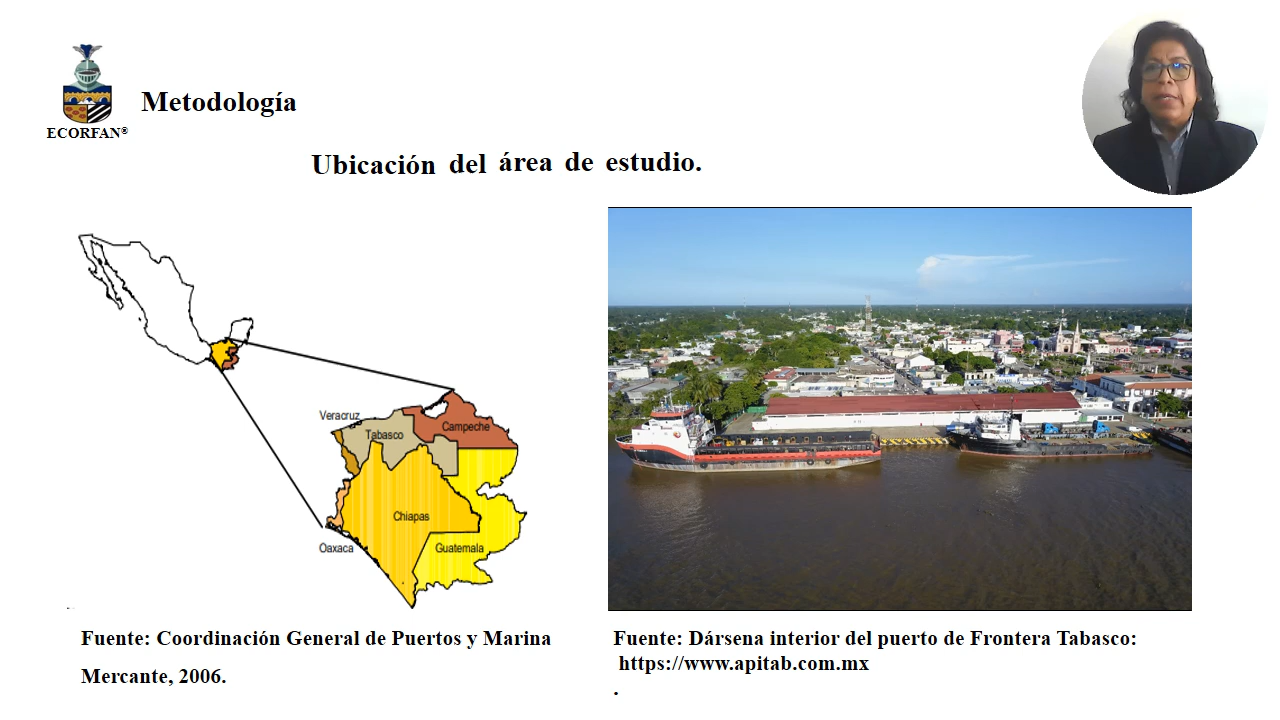 ECORFAN®
Metodología
Ubicación del área de estudio.
Veracruz
Tabasco
Campeche
Chiapas
Oaxaca
Guatemala
Fuente: Coordinación General de Puertos y Marina
Mercante, 2006.
Fuente: Dársena interior del puerto de Frontera Tabasco:
https://www.apitab.com.mx
.